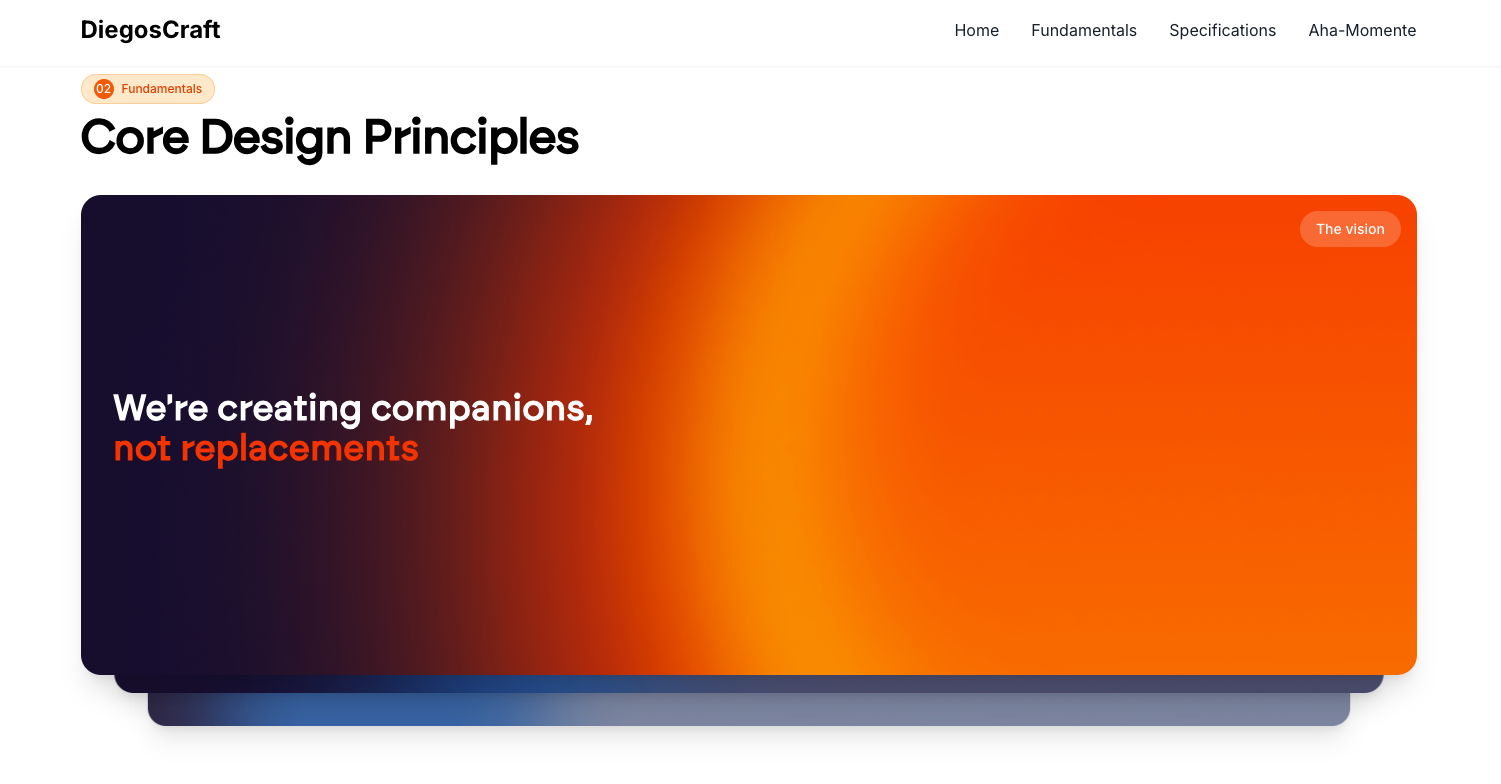 DiegosCraft
Home Fundamentals Specifications Aha-Momente
02 Fundamentals
Core Design Principles
The vision
We're creating companions,
not replacements